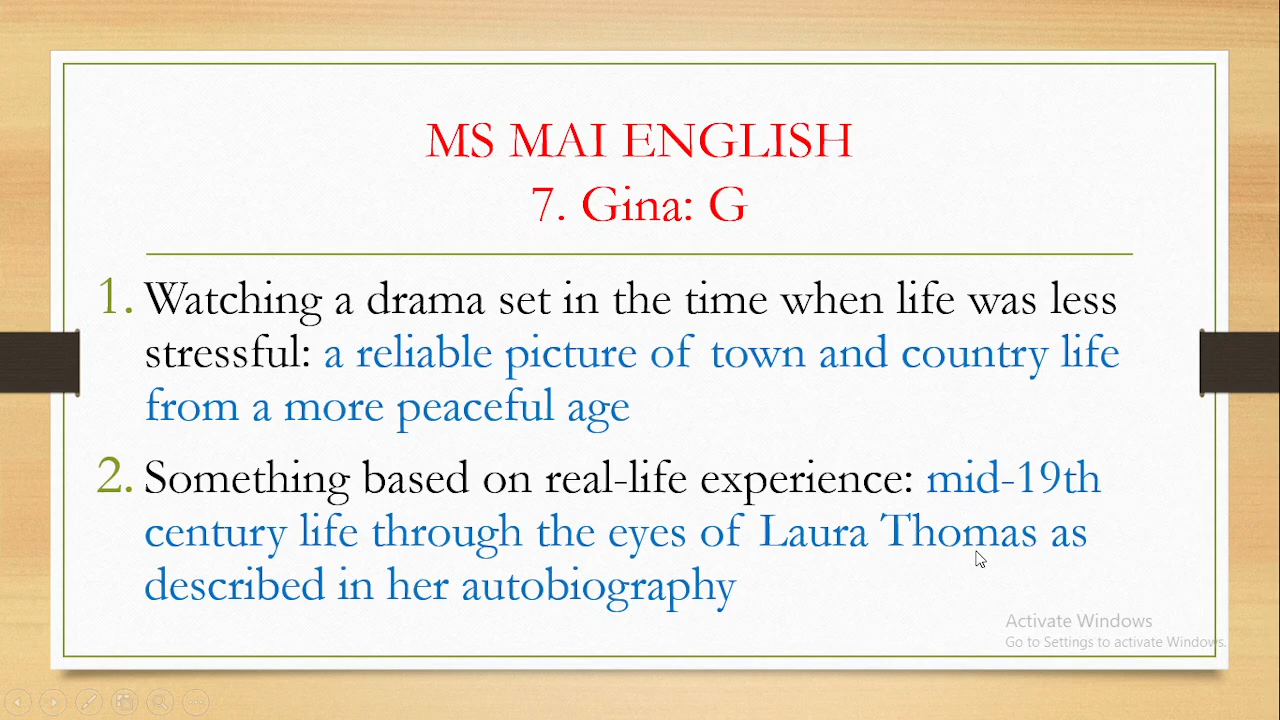 MS MAI ENGLISH
7. Gina: G
1. Watching a drama set in the time when life was less
stressful: a reliable picture of town and country life
from a more peaceful age
2. Something based on real-life experience: mid-19th
century life through the eyes of Laura Thomas as
described in her autobiography
Activate Windows
Go to Settings to activate Windows.